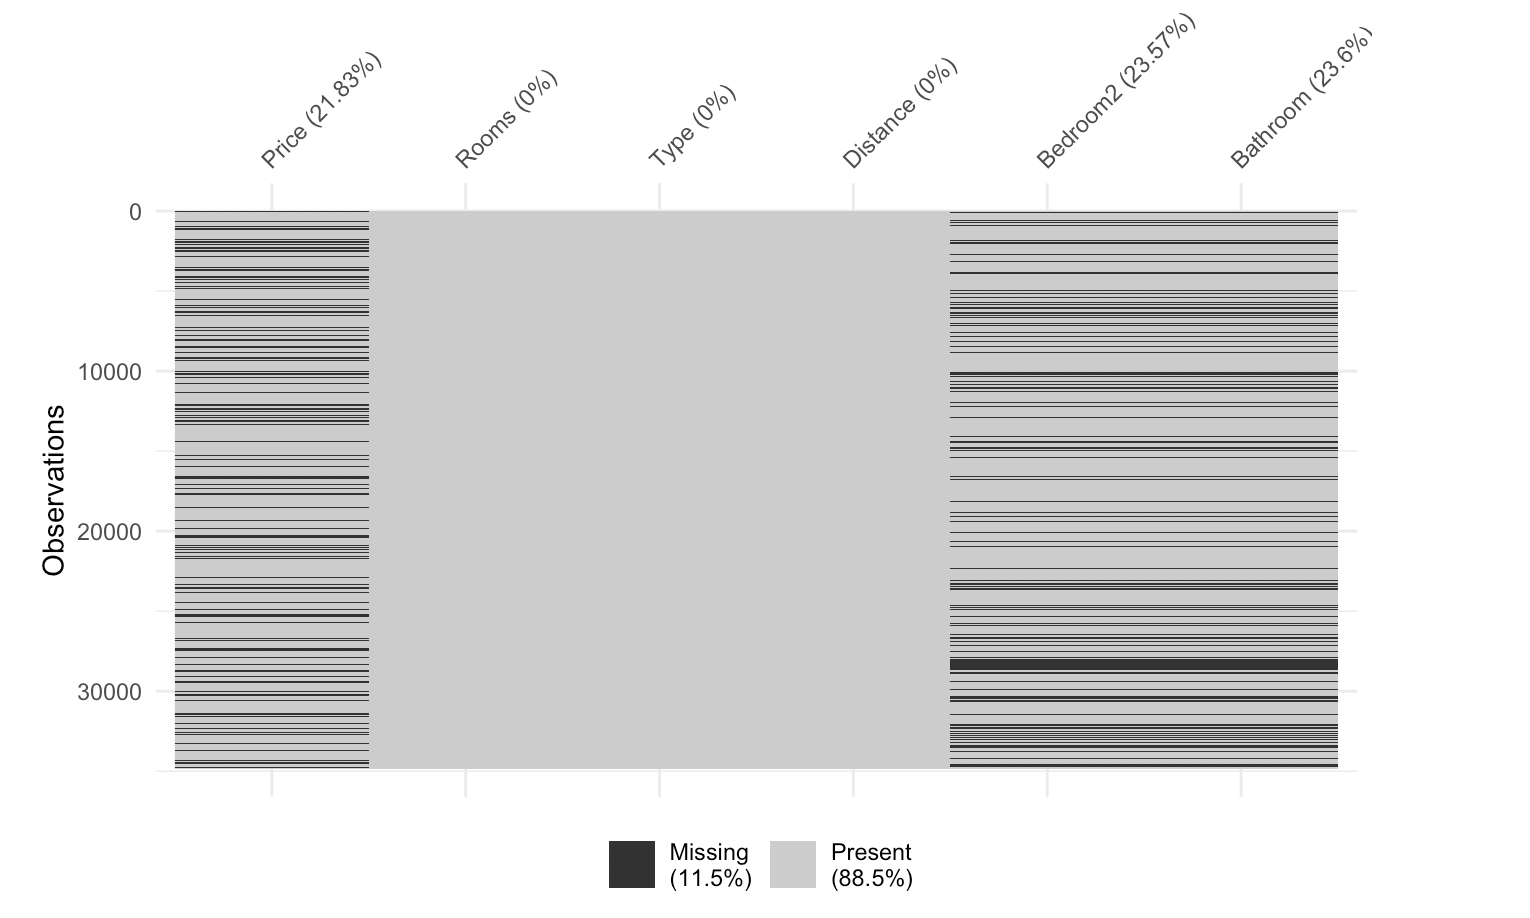 Price (21.83%)
Rooms (0%)
Type (0%)
Distance (0%)
Bedroom2 (23.57%)
Bathroom (23.6%)
0
10000
20000
30000
Observations
Missing
(11.5%)
Present
(88.5%)